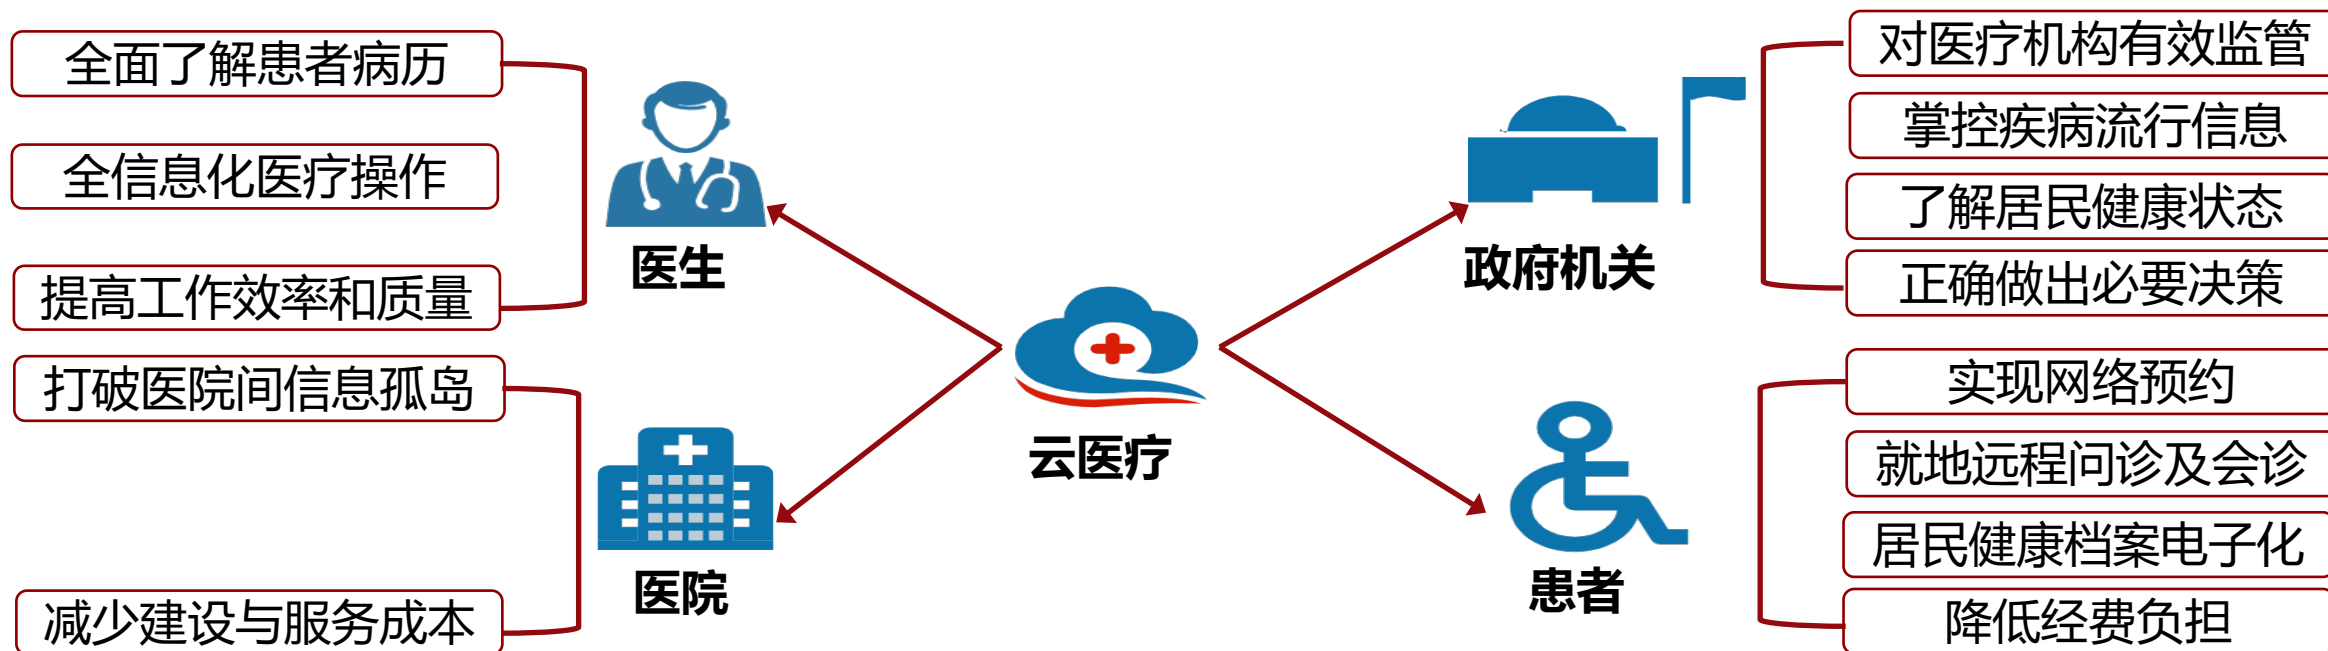 全面了解患者病历
全信息化医疗操作
提高工作效率和质量
医生
打破医院间信息孤岛
减少建设与服务成本
医院
云医疗
政府机关
对医疗机构有效监管
掌控疾病流行信息
了解居民健康状态
正确做出必要决策
患者
实现网络预约
就地远程问诊及会诊
居民健康档案电子化
降低经费负担